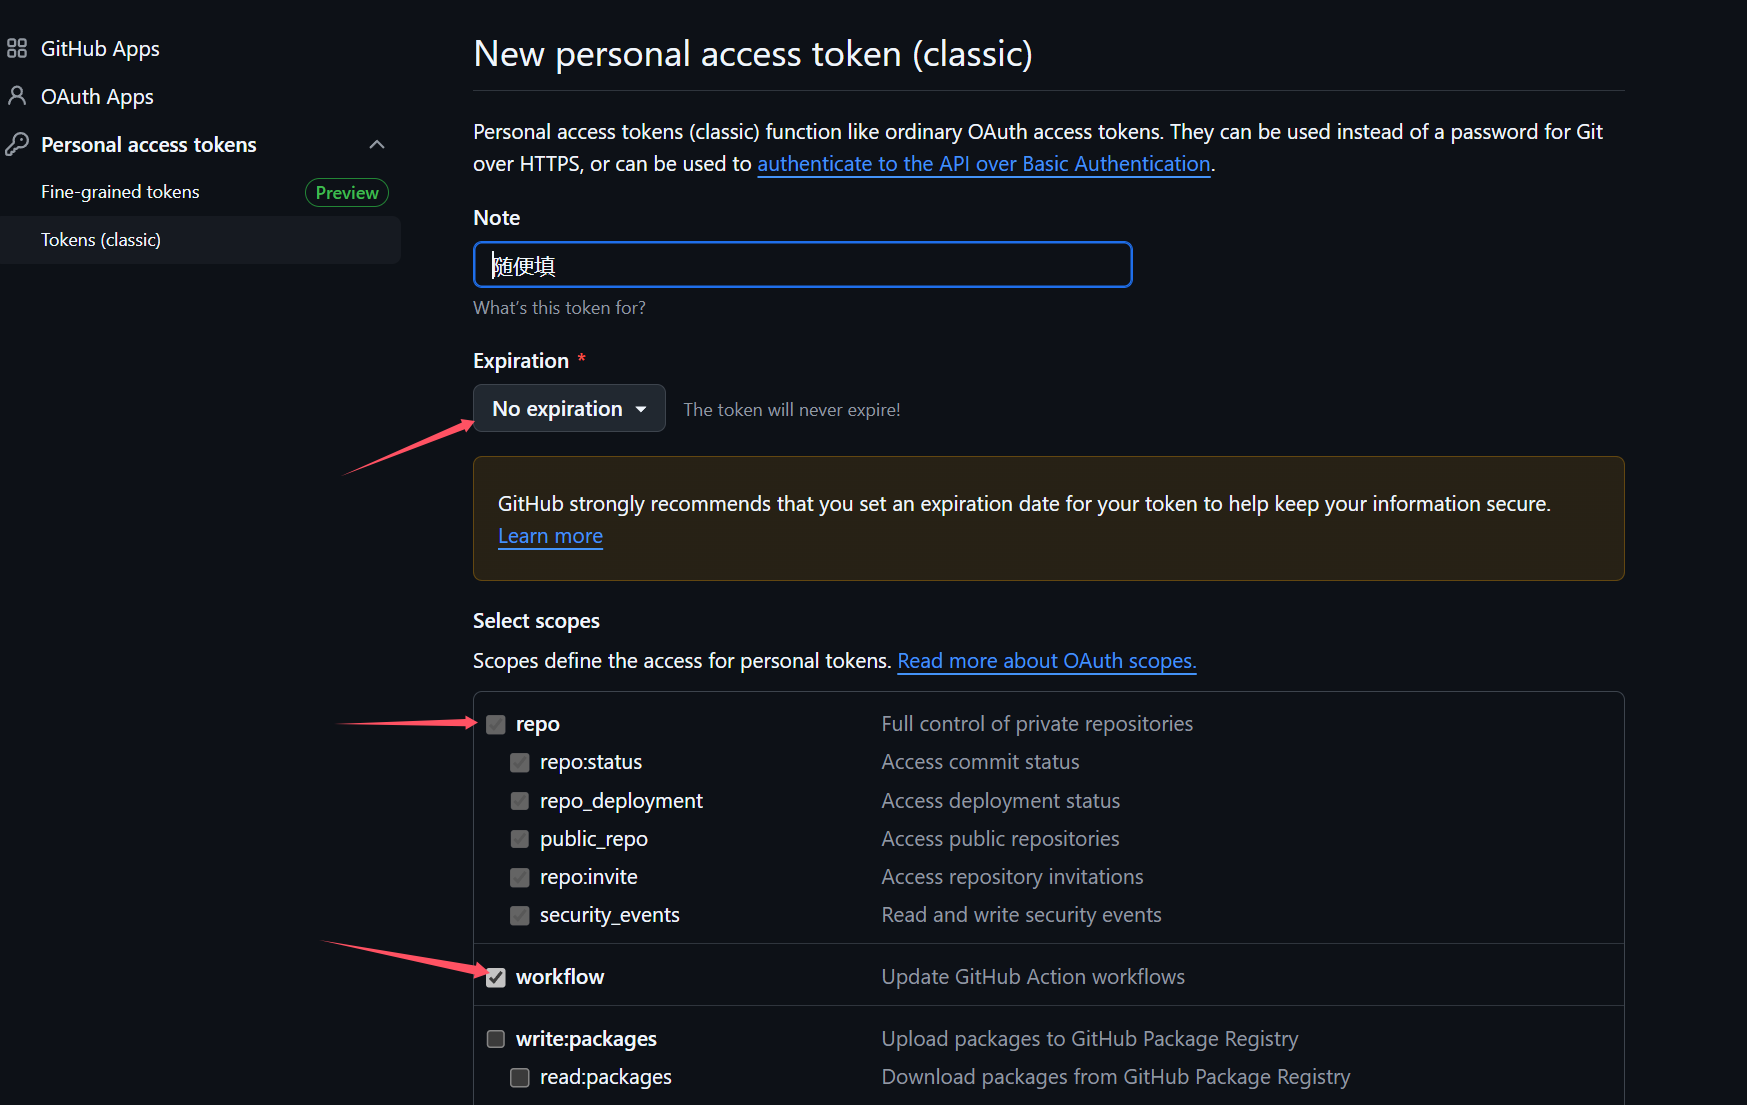 GitHub Apps
OAuth Apps
Personal access tokens
Fine-grained tokens Preview
Tokens (classic)
New personal access token (classic)
Personal access tokens (classic) function like ordinary OAuth access tokens. They can be used instead of a password for Git
over HTTPS, or can be used to authenticate to the API over Basic Authentication.
Note
随便填
What's this token for?
Expiration *
No expiration The token will never expire!
GitHub strongly recommends that you set an expiration date for your token to help keep your information secure.
Learn more
Select scopes
Scopes define the access for personal tokens. Read more about OAuth scopes.
repo Full control of private repositories
repo:status Access commit status
repo_deployment Access deployment status
public_repo Access public repositories
repo:invite Access repository invitations
security_events Read and write security events
workflow Update GitHub Action workflows
write:packages Upload packages to GitHub Package Registry
read:packages Download packages from GitHub Package Registry